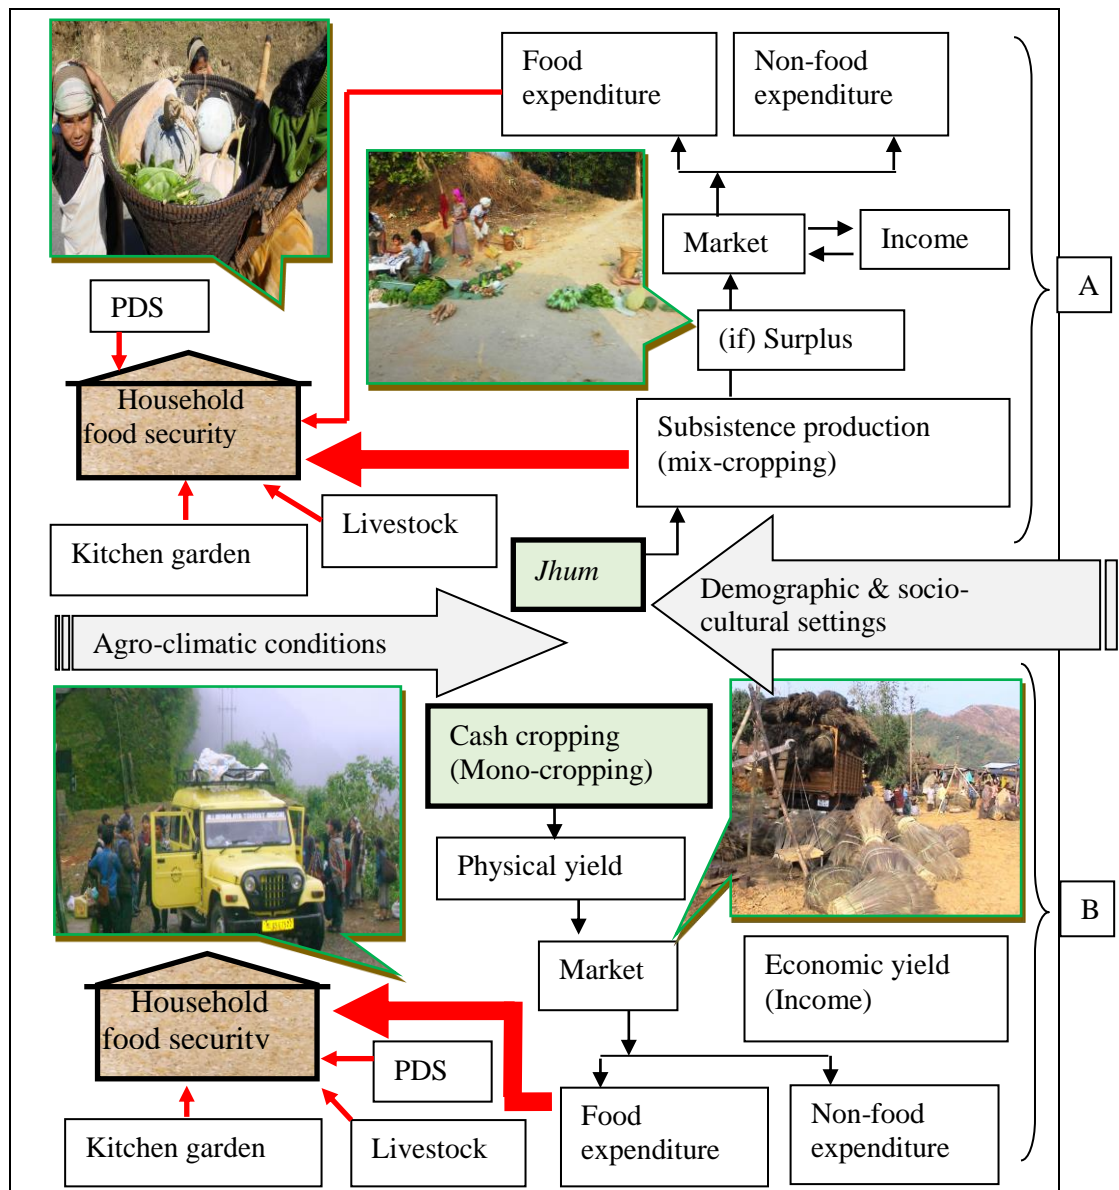 Food
expenditure
Non-food
expenditure
Market
Income
A
PDS
(if) Surplus
Household
food security
Subsistence production
(mix-cropping)
Livestock
Kitchen garden
Jhum
Demographic & socio-
cultural settings
Agro-climatic conditions
Cash cropping
(Mono-cropping)
Physical yield
B
Market
Economic yield
(Income)
Household
food security
PDS
Food
expenditure
Non-food
expenditure
Kitchen garden
Livestock